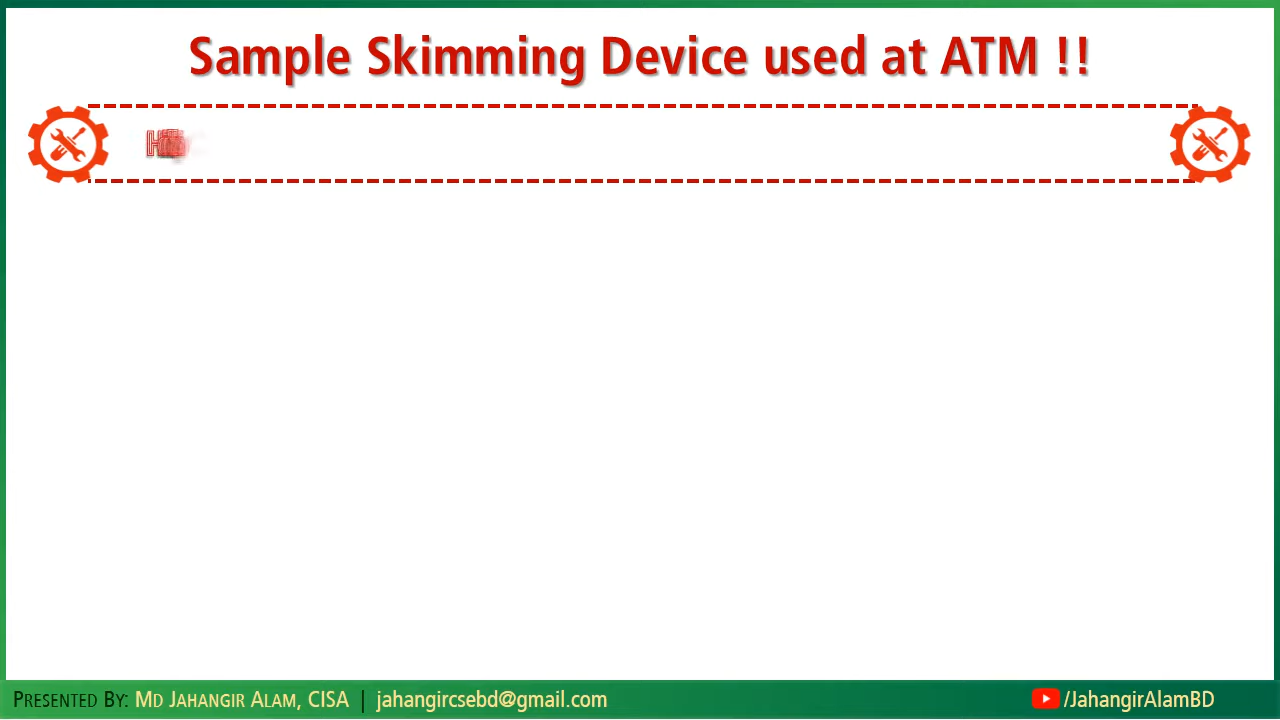 Sample Skimming Device used at ATM !!
PRESENTED BY: MD JAHANGIR ALAM, CISA | jahangircsebd@gmail.com
/JahangirAlamBD